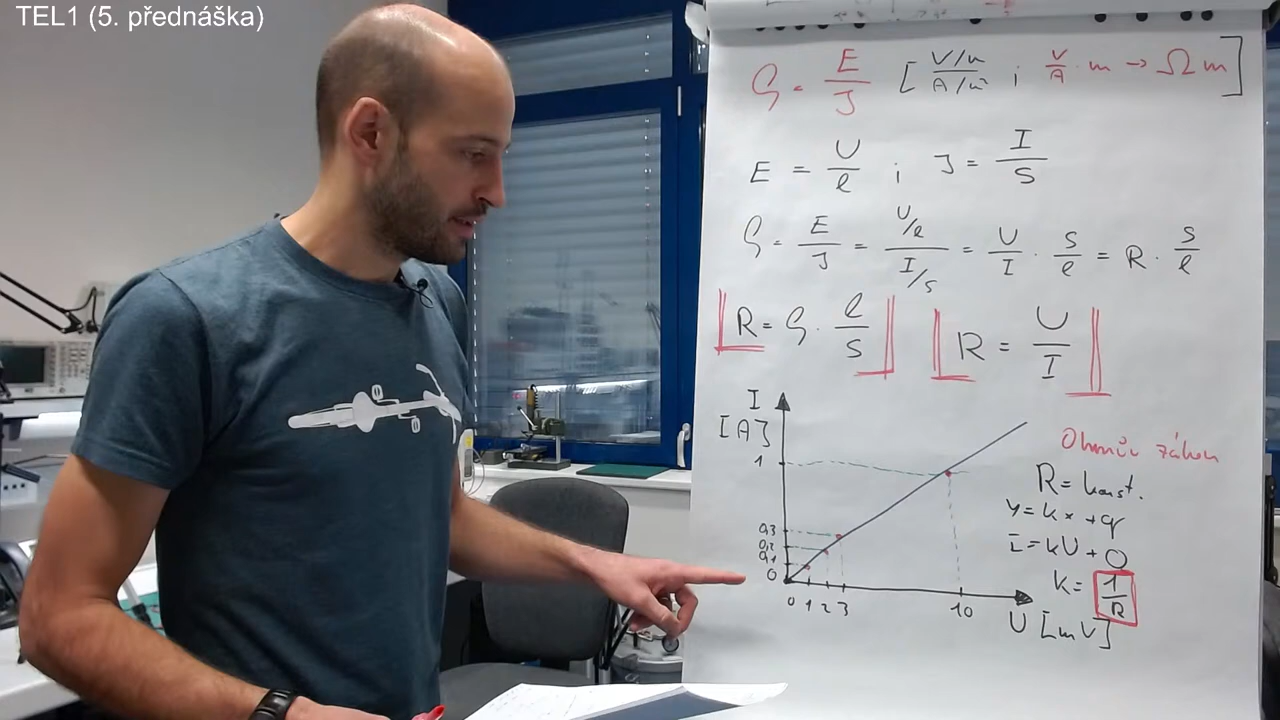 TEL1 (5. přednáška)
ρ = E/J [V/m / A/m² ; V/A · m → Ωm]
E = U/l ; J = I/S
ρ = E/J = U/l / I/S = U/I · S/l = R · S/l
R = ρ · l/S R = U/I
I
[A]
1
0,3
0,2
0,1
0
0 1 2 3 10
U [mV]
Ohmův zákon
R = konst.
y = kx + q
I = kU + 0
k = 1/R